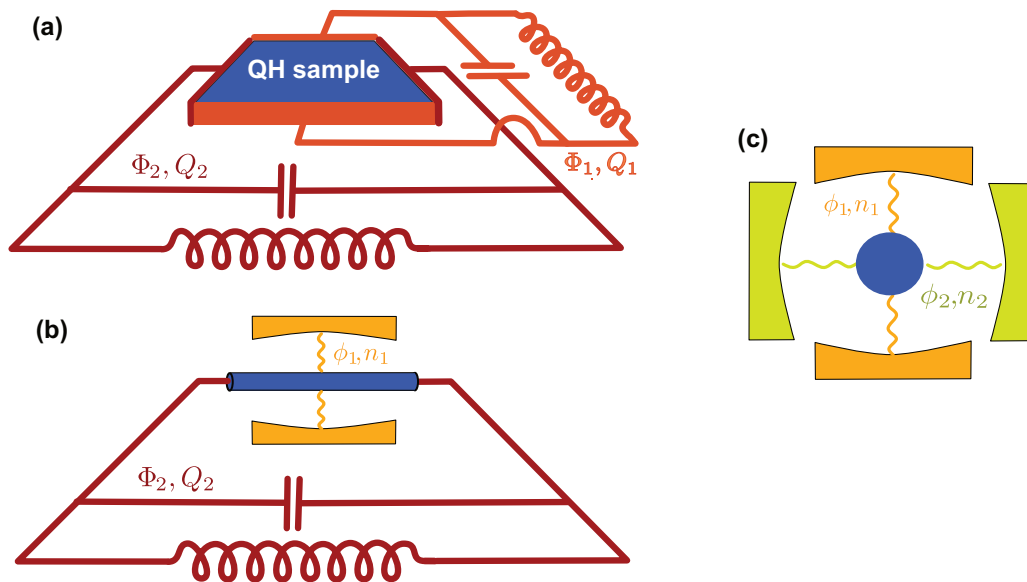 (a)
QH sample
Φ₂, Q₂
Φ₁, Q₁
(c)
ϕ₁, n₁
ϕ₂, n₂
(b)
ϕ₁, n₁
Φ₂, Q₂